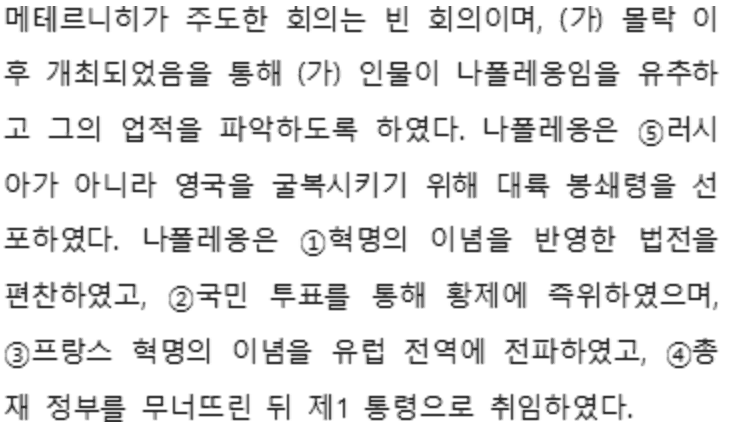 메테르니히가 주도한 회의는 빈 회의이며, (가) 몰락 이
후 개최되었음을 통해 (가) 인물이 나폴레옹임을 유추하
고 그의 업적을 파악하도록 하였다. 나폴레옹은 ⑤러시
아가 아니라 영국을 굴복시키기 위해 대륙 봉쇄령을 선
포하였다. 나폴레옹은 ①혁명의 이념을 반영한 법전을
편찬하였고, ②국민 투표를 통해 황제에 즉위하였으며,
③프랑스 혁명의 이념을 유럽 전역에 전파하였고, ④총
재 정부를 무너뜨린 뒤 제1 통령으로 취임하였다.